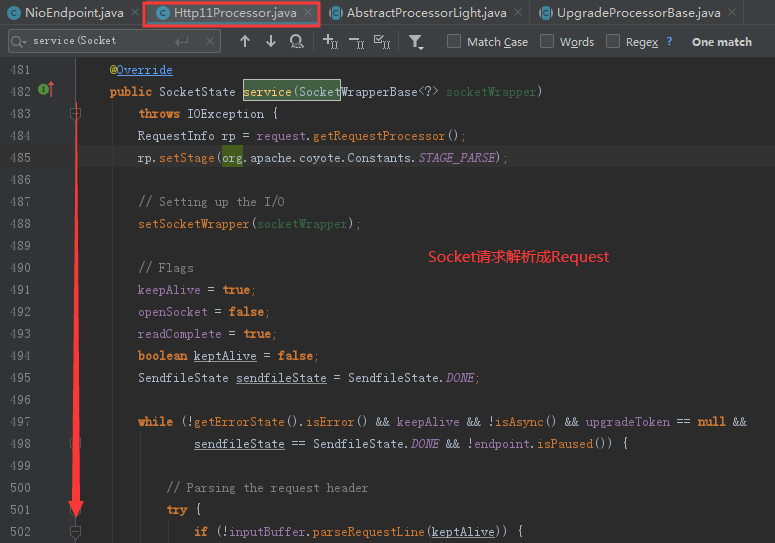 NioEndpoint.java × Http11Processor.java × AbstractProcessorLight.java × UpgradeProcessorBase.java ×
service(Socket Match Case Words Regex ? One match
481 @Override
482 public SocketState service(SocketWrapperBase<?> socketWrapper)
483 throws IOException {
484 RequestInfo rp = request.getRequestProcessor();
485 rp.setStage(org.apache.coyote.Constants.STAGE_PARSE);
486
487 // Setting up the I/O
488 setSocketWrapper(socketWrapper);
489
Socket请求解析成Request
490 // Flags
491 keepAlive = true;
492 openSocket = false;
493 readComplete = true;
494 boolean keptAlive = false;
495 SendfileState sendfileState = SendfileState.DONE;
496
497 while (!getErrorState().isError() && keepAlive && !isAsync() && upgradeToken == null &&
498 sendfileState == SendfileState.DONE && !endpoint.isPaused()) {
499
500 // Parsing the request header
501 try {
502 if (!inputBuffer.parseRequestLine(keptAlive)) {